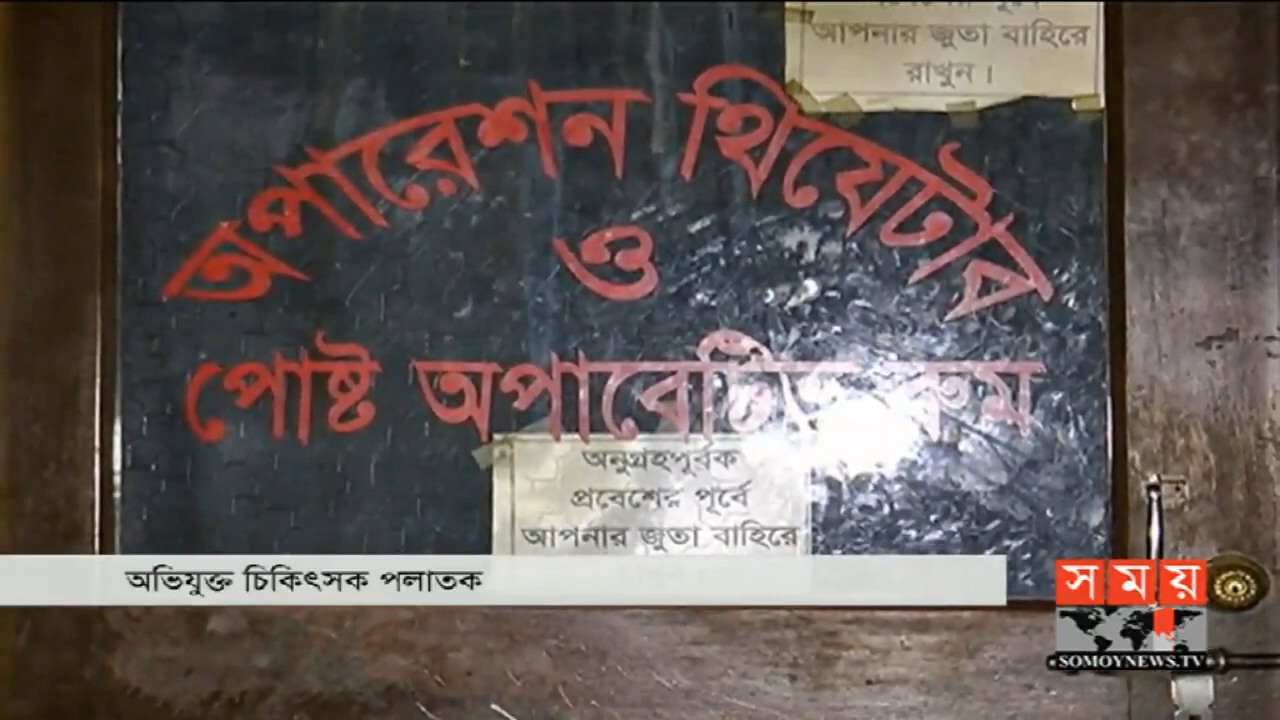 আপনার জুতা বাহিরে
রাখুন।
অপারেশন থিয়েটার
ও
পোষ্ট অপারেটিভ রুম
অনুগ্রহপূর্বক
প্রবেশের পূর্বে
আপনার জুতা বাহিরে
অভিযুক্ত চিকিৎসক পলাতক
সময়
SOMOYNEWS.TV